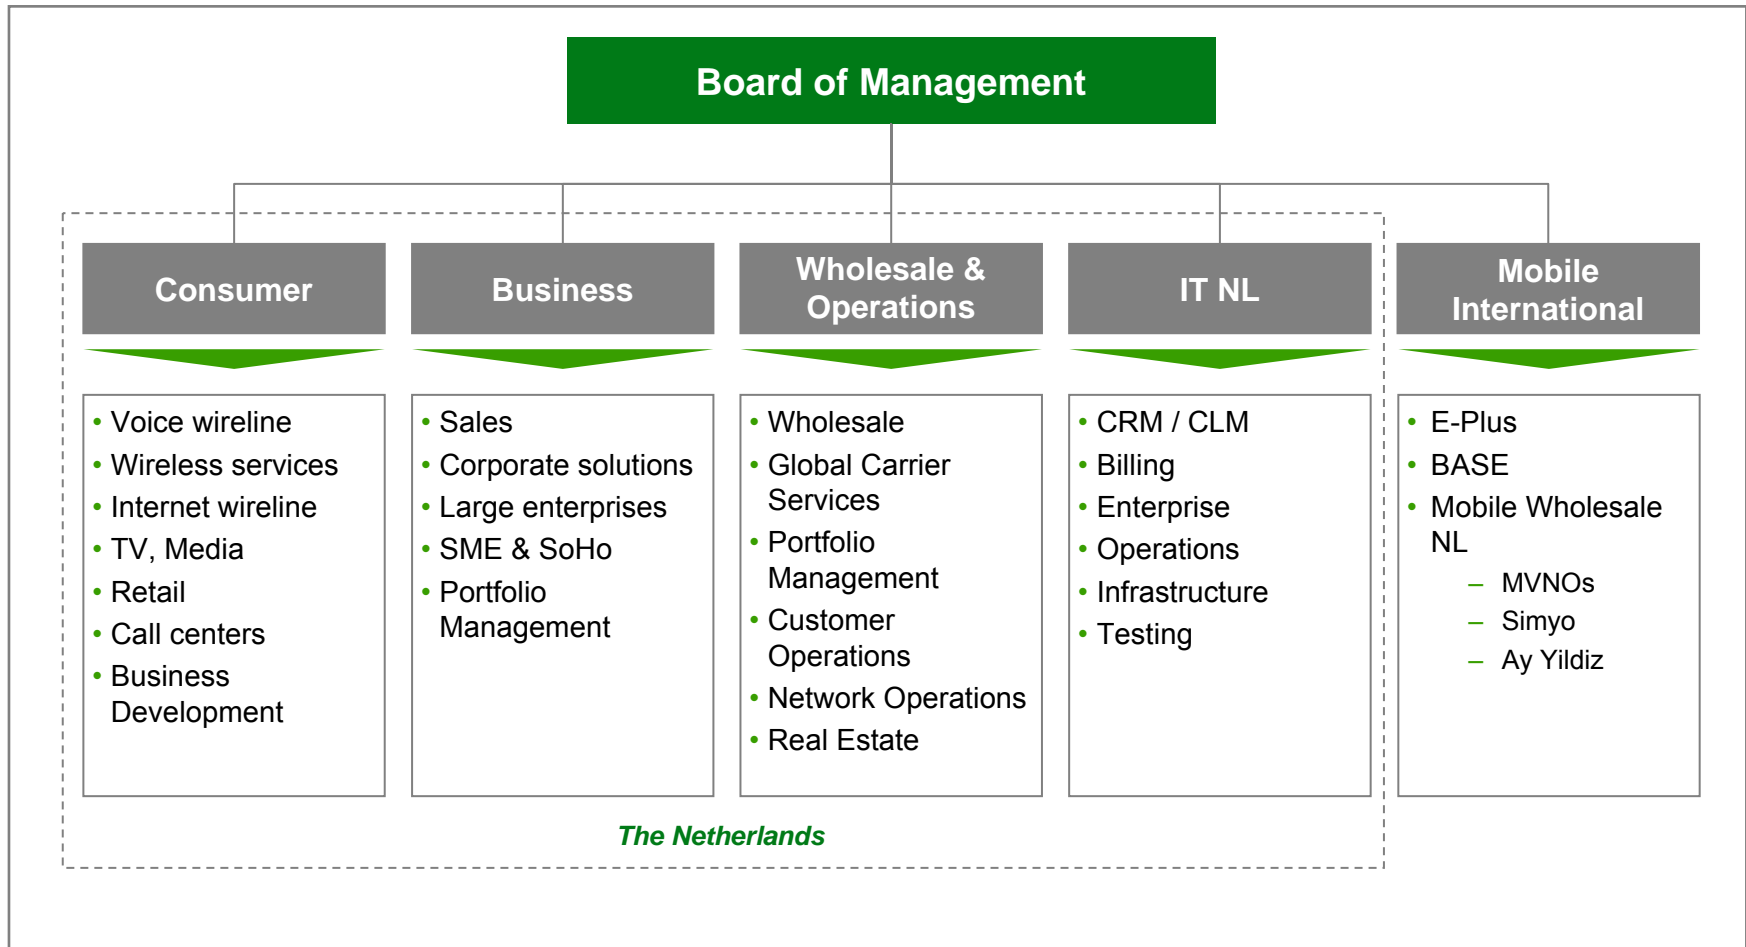 Board of Management
Consumer
Business
Wholesale &
Operations
IT NL
Mobile
International
• Voice wireline
• Wireless services
• Internet wireline
• TV, Media
• Retail
• Call centers
• Business
Development
• Sales
• Corporate solutions
• Large enterprises
• SME & SoHo
• Portfolio
Management
• Wholesale
• Global Carrier
Services
• Portfolio
Management
• Customer
Operations
• Network Operations
• Real Estate
• CRM / CLM
• Billing
• Enterprise
• Operations
• Infrastructure
• Testing
• E-Plus
• BASE
• Mobile Wholesale
NL
– MVNOs
– Simyo
– Ay Yildiz
The Netherlands